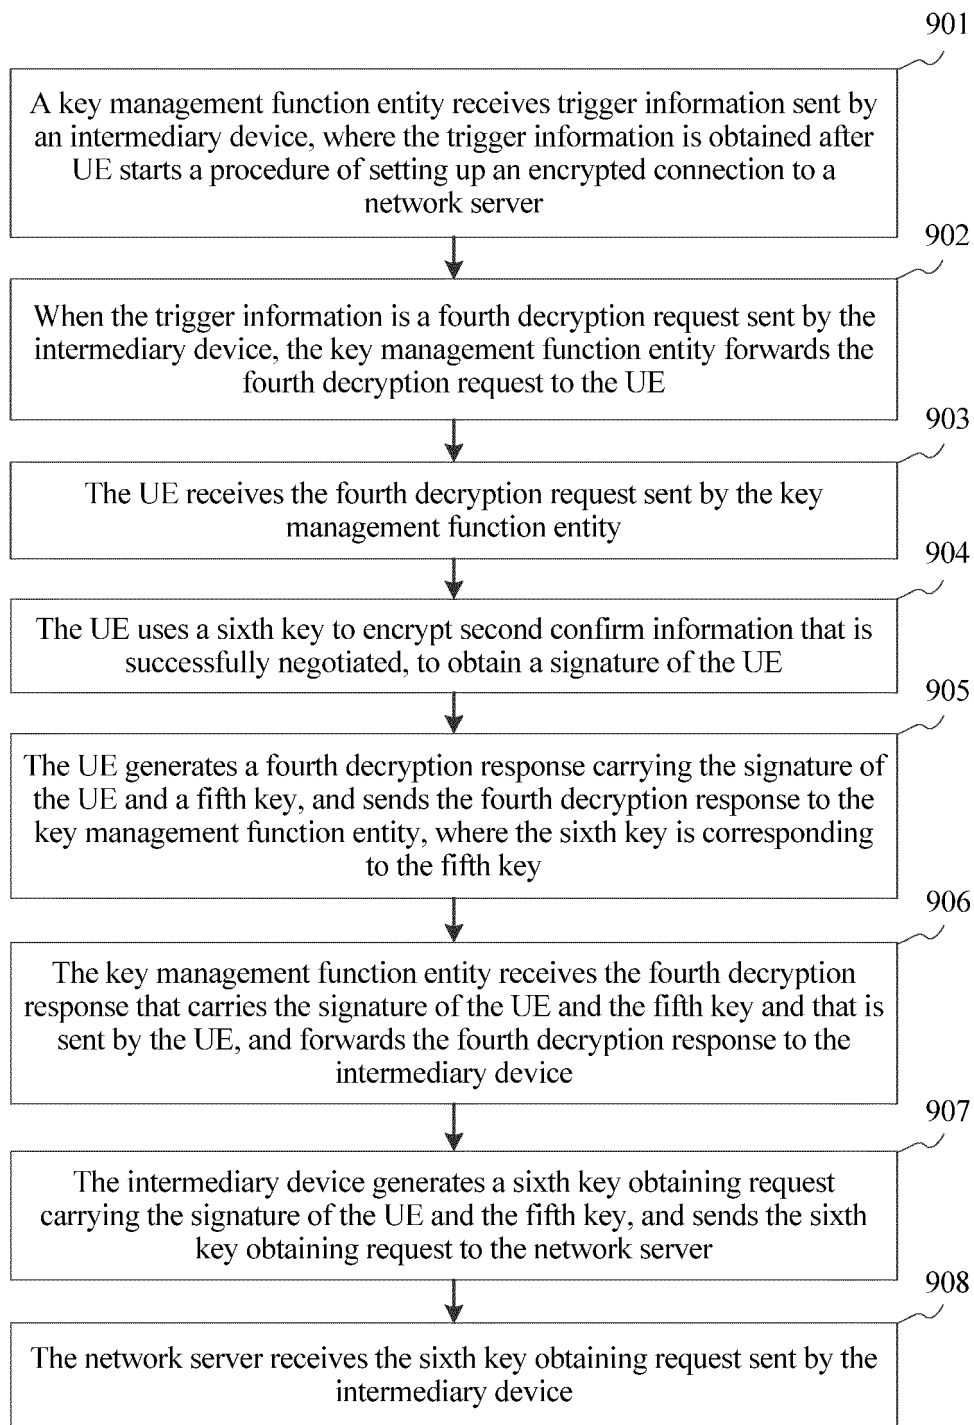 901
A key management function entity receives trigger information sent by
an intermediary device, where the trigger information is obtained after
UE starts a procedure of setting up an encrypted connection to a
network server
902
When the trigger information is a fourth decryption request sent by the
intermediary device, the key management function entity forwards the
fourth decryption request to the UE
903
The UE receives the fourth decryption request sent by the key
management function entity
904
The UE uses a sixth key to encrypt second confirm information that is
successfully negotiated, to obtain a signature of the UE
905
The UE generates a fourth decryption response carrying the signature of
the UE and a fifth key, and sends the fourth decryption response to the
key management function entity, where the sixth key is corresponding
to the fifth key
906
The key management function entity receives the fourth decryption
response that carries the signature of the UE and the fifth key and that is
sent by the UE, and forwards the fourth decryption response to the
intermediary device
907
The intermediary device generates a sixth key obtaining request
carrying the signature of the UE and the fifth key, and sends the sixth
key obtaining request to the network server
908
The network server receives the sixth key obtaining request sent by the
intermediary device